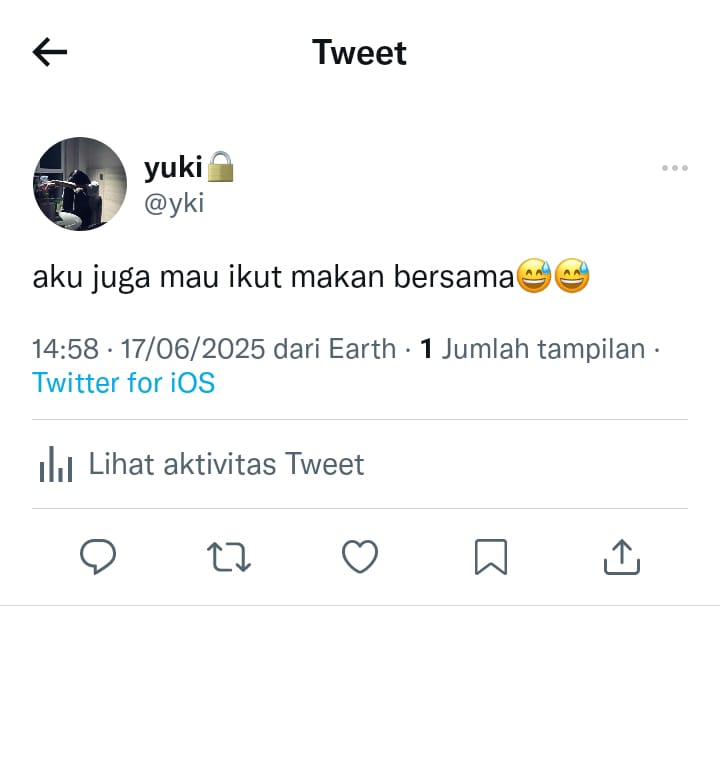 Tweet
yuki🔒
@yki
aku juga mau ikut makan bersama😅😅
14:58 · 17/06/2025 dari Earth · 1 Jumlah tampilan ·
Twitter for iOS
Lihat aktivitas Tweet